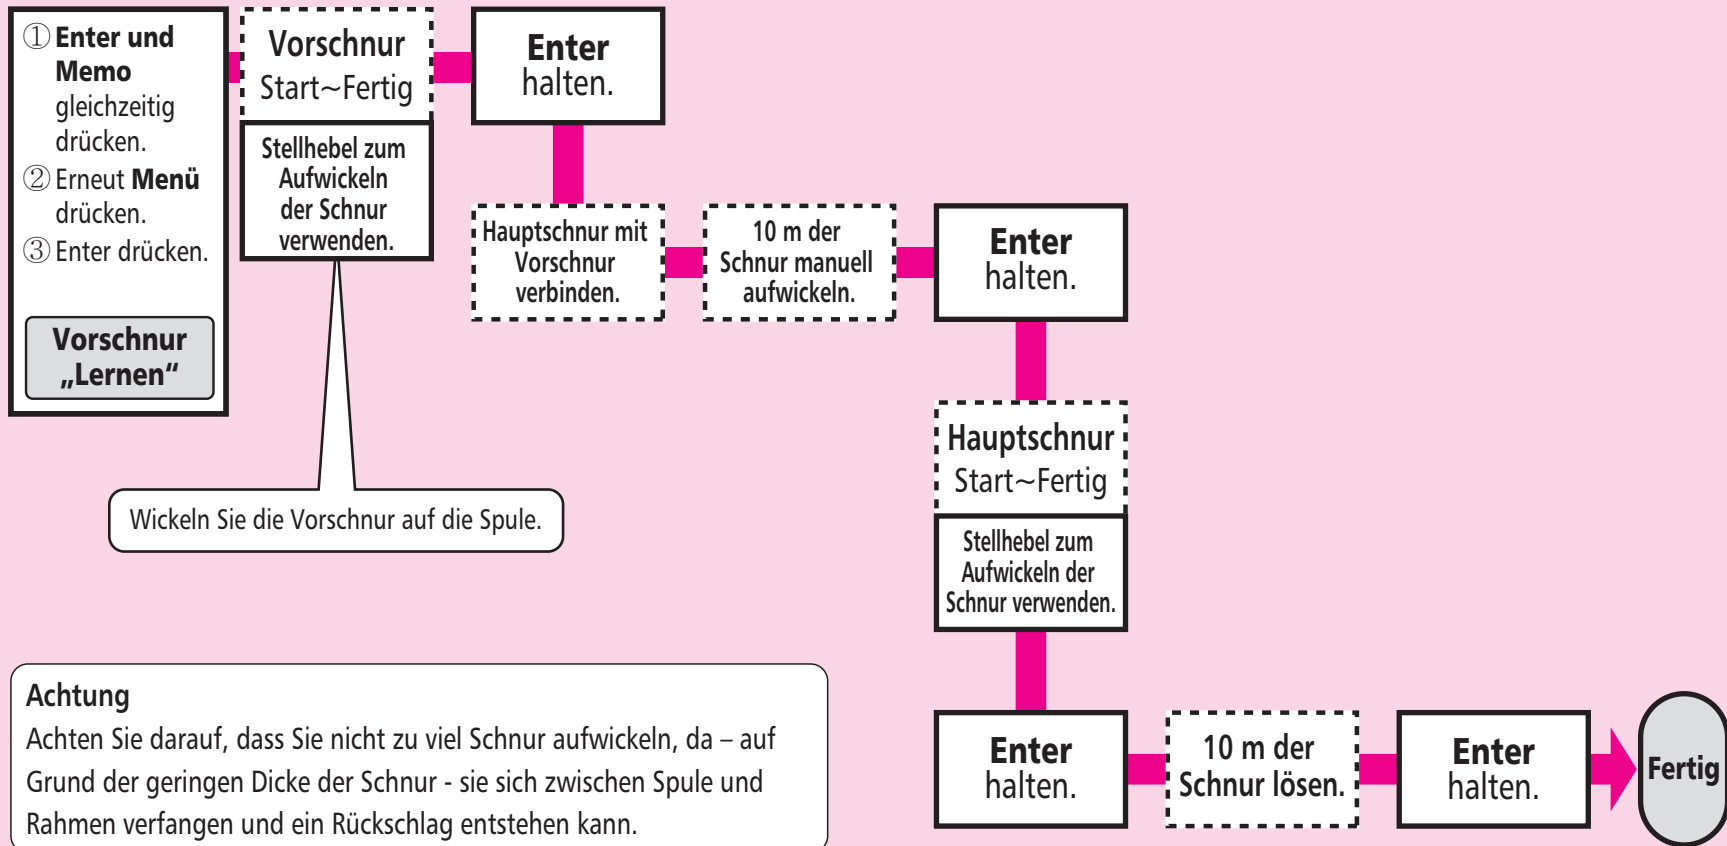 ① Enter und
Memo
gleichzeitig
drücken.
② Erneut Menü
drücken.
③ Enter drücken.
Vorschnur
„Lernen“
Vorschnur
Start~Fertig
Stellhebel zum
Aufwickeln
der Schnur
verwenden.
Wickeln Sie die Vorschnur auf die Spule.
Enter
halten.
Hauptschnur mit
Vorschnur
verbinden.
10 m der
Schnur manuell
aufwickeln.
Enter
halten.
Hauptschnur
Start~Fertig
Stellhebel zum
Aufwickeln der
Schnur verwenden.
Enter
halten.
10 m der
Schnur lösen.
Enter
halten.
Fertig
Achtung
Achten Sie darauf, dass Sie nicht zu viel Schnur aufwickeln, da – auf
Grund der geringen Dicke der Schnur - sie sich zwischen Spule und
Rahmen verfangen und ein Rückschlag entstehen kann.